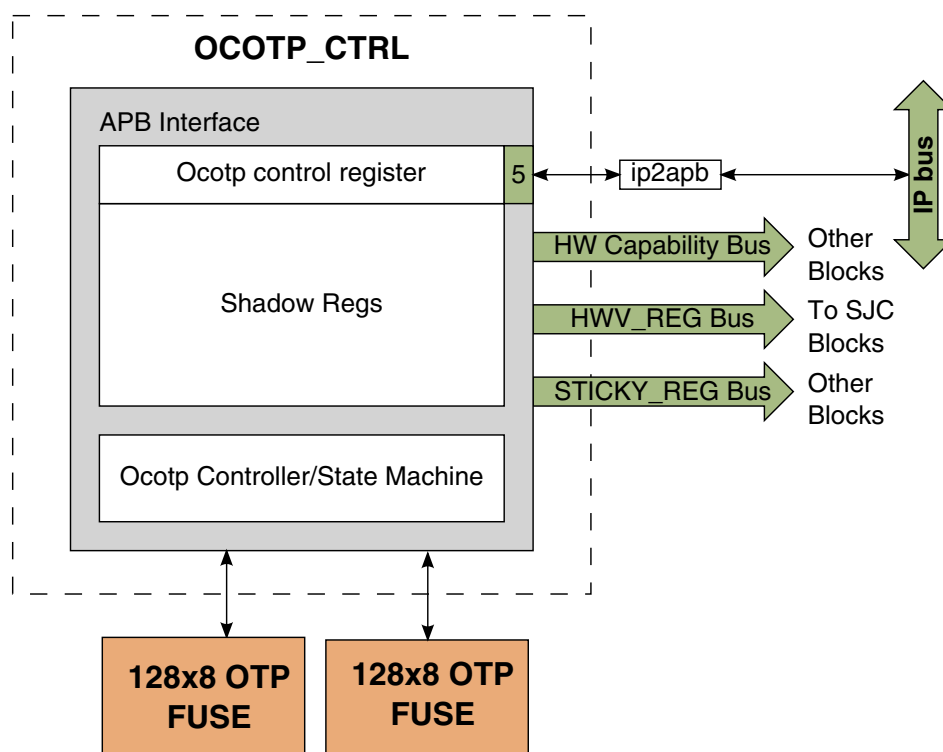 OCOTP_CTRL
APB Interface
Ocotp control register
5
ip2apb
IP bus
HW Capability Bus
Other
Blocks
Shadow Regs
HWV_REG Bus
To SJC
Blocks
STICKY_REG Bus
Other
Blocks
Ocotp Controller/State Machine
128x8 OTP
FUSE
128x8 OTP
FUSE